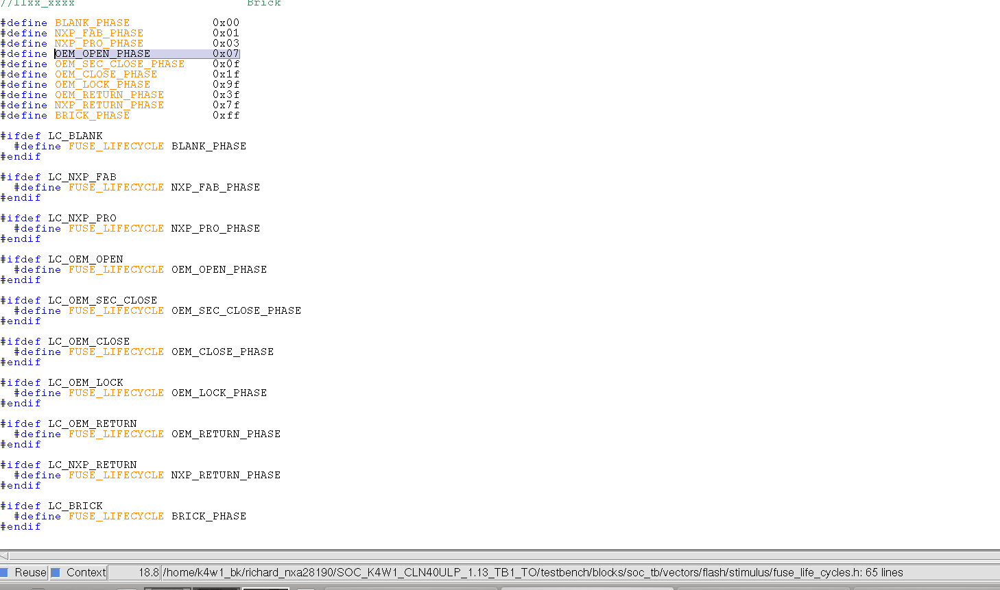 //11xx_xxxx                         Brick
#define BLANK_PHASE            0x00
#define NXP_FAB_PHASE          0x01
#define NXP_PRO_PHASE          0x03
#define OEM_OPEN_PHASE         0x07
#define OEM_SEC_CLOSE_PHASE    0x0f
#define OEM_CLOSE_PHASE        0x1f
#define OEM_LOCK_PHASE         0x9f
#define OEM_RETURN_PHASE       0x3f
#define NXP_RETURN_PHASE       0x7f
#define BRICK_PHASE            0xff
#ifdef LC_BLANK
  #define FUSE_LIFECYCLE BLANK_PHASE
#endif
#ifdef LC_NXP_FAB
  #define FUSE_LIFECYCLE NXP_FAB_PHASE
#endif
#ifdef LC_NXP_PRO
  #define FUSE_LIFECYCLE NXP_PRO_PHASE
#endif
#ifdef LC_OEM_OPEN
  #define FUSE_LIFECYCLE OEM_OPEN_PHASE
#endif
#ifdef LC_OEM_SEC_CLOSE
  #define FUSE_LIFECYCLE OEM_SEC_CLOSE_PHASE
#endif
#ifdef LC_OEM_CLOSE
  #define FUSE_LIFECYCLE OEM_CLOSE_PHASE
#endif
#ifdef LC_OEM_LOCK
  #define FUSE_LIFECYCLE OEM_LOCK_PHASE
#endif
#ifdef LC_OEM_RETURN
  #define FUSE_LIFECYCLE OEM_RETURN_PHASE
#endif
#ifdef LC_NXP_RETURN
  #define FUSE_LIFECYCLE NXP_RETURN_PHASE
#endif
#ifdef LC_BRICK
  #define FUSE_LIFECYCLE BRICK_PHASE
#endif
Reuse Context 18.8 /home/k4w1_bk/richard_nxa28190/SOC_K4W1_CLN40ULP_1.13_TB1_TO/testbench/blocks/soc_tb/vectors/flash/stimulus/fuse_life_cycles.h: 65 lines